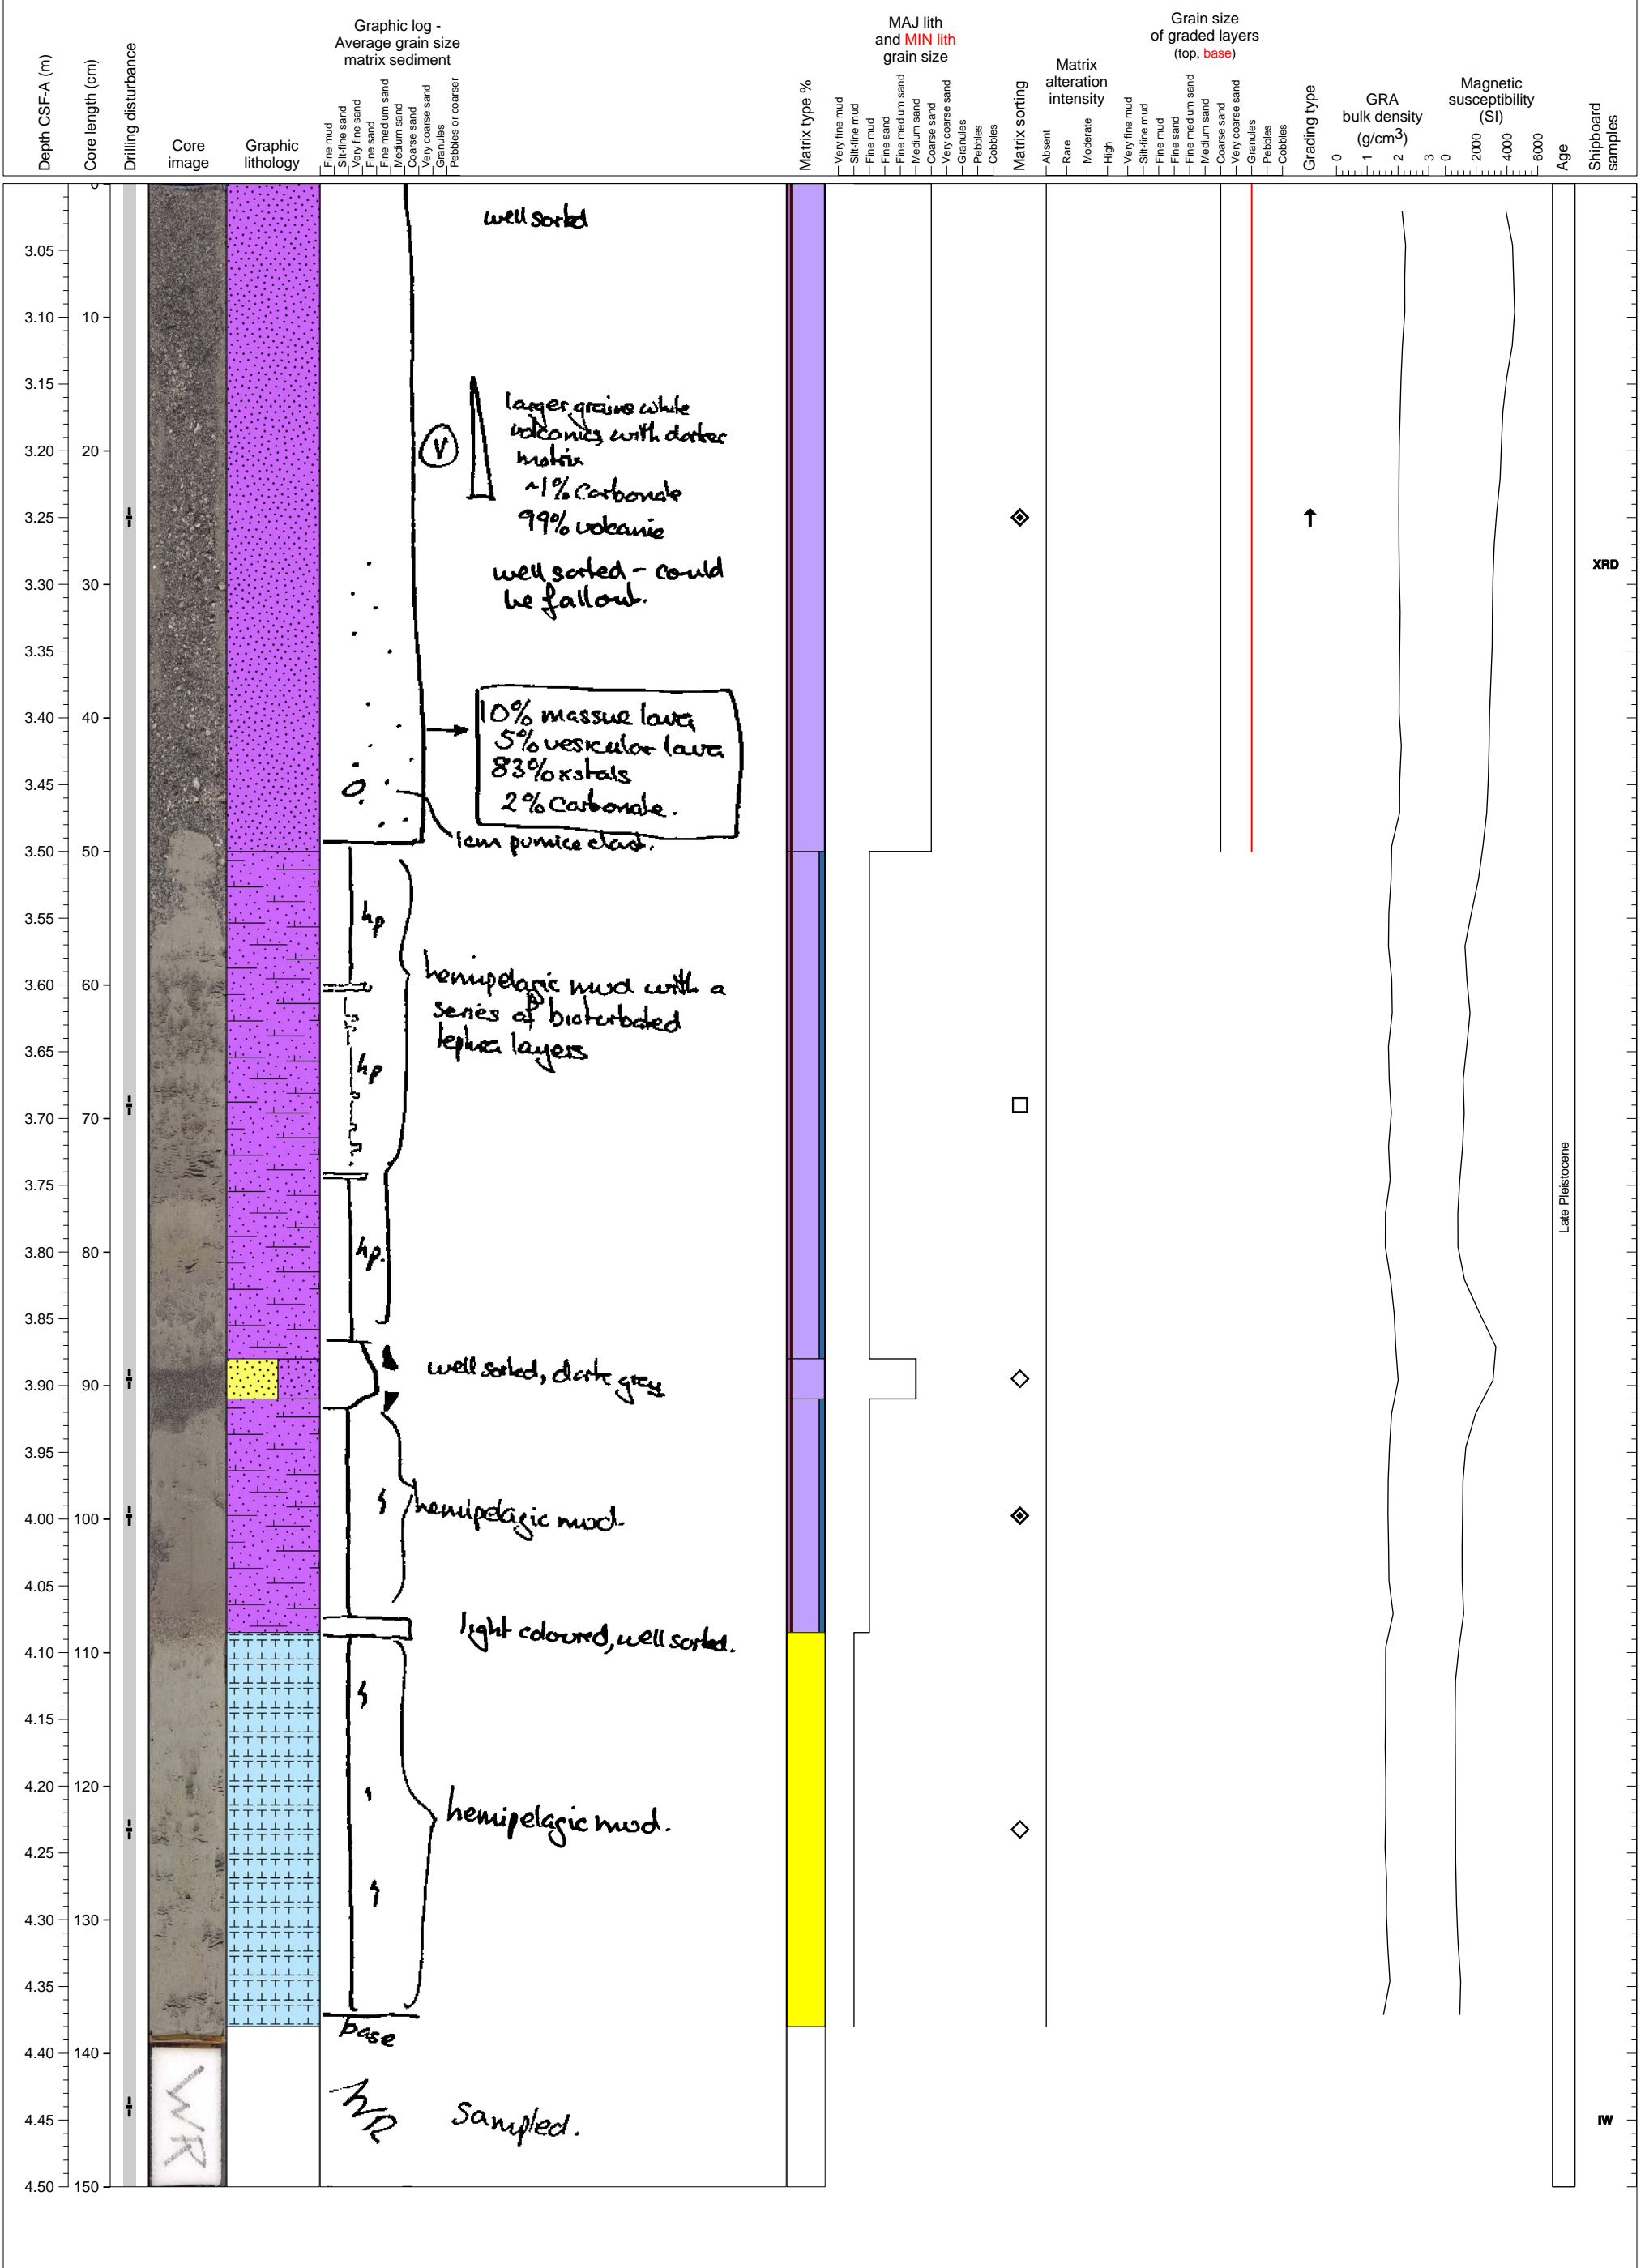 Depth CSF-A (m)
Core length (cm)
Drilling disturbance
Core
image
Graphic
lithology
Graphic log -
Average grain size
matrix sediment
Fine mud
Slit-fine sand
Very fine sand
Fine sand
Fine medium sand
Medium sand
Coarse sand
Very coarse sand
Granules
Pebbles or coarser
Matrix type %
MAJ lith
and MIN lith
grain size
Very fine mud
Silt-fine mud
Fine mud
Fine sand
Fine medium sand
Medium sand
Coarse sand
Very coarse sand
Granules
Pebbles
Cobbles
Matrix sorting
Matrix
alteration
intensity
Absent
Rare
Moderate
High
Grain size
of graded layers
(top, base)
Very fine mud
Silt-fine mud
Fine mud
Fine sand
Fine medium sand
Medium sand
Coarse sand
Very coarse sand
Granules
Pebbles
Cobbles
Grading type
GRA
bulk density
(g/cm3)
0 1 2 3
Magnetic
susceptibility
(SI)
0 2000 4000 6000
Age
Shipboard
samples
0
well sorted
3.05
3.10 10
3.15
larger grains white
volcanics with darker
matrix
V
3.20 20
~1% Carbonate
99% volcanic
3.25
XRD
well sorted - could
be fallout.
3.30 30
3.35
3.40 40
10% massive lava
5% vesicular lava
83% xstals
2% Carbonate.
3.45
1cm pumice clast.
3.50 50
hp
3.55
hemipelagic mud with a
series of bioturbated
tephra layers
3.60 60
3.65
hp
3.70 70
3.75
Late Pleistocene
3.80 80
hp.
3.85
well sorted, dark grey
3.90 90
3.95
hemipelagic mud.
4.00 100
4.05
light coloured, well sorted.
4.10 110
4.15
4.20 120
hemipelagic mud.
4.25
4.30 130
4.35
base
4.40 140
WR
WR
Sampled.
4.45
IW
4.50 150